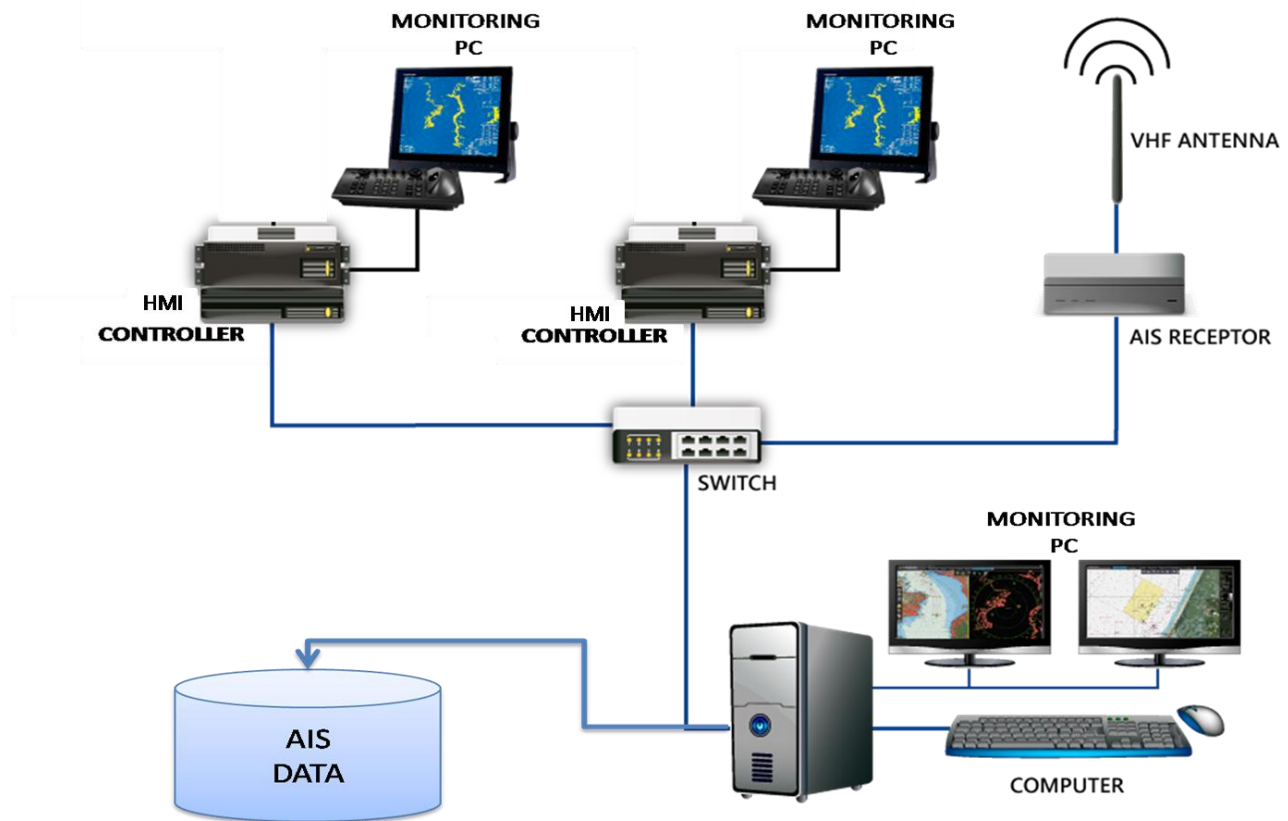 MONITORING
PC
MONITORING
PC
VHF ANTENNA
HMI
CONTROLLER
HMI
CONTROLLER
AIS RECEPTOR
SWITCH
MONITORING
PC
AIS
DATA
COMPUTER